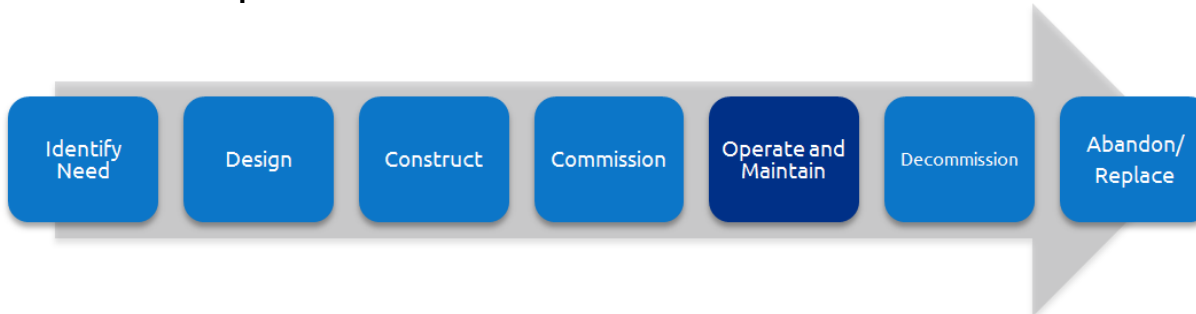 Identify
Need
Design
Construct
Commission
Operate and
Maintain
Decommission
Abandon/
Replace